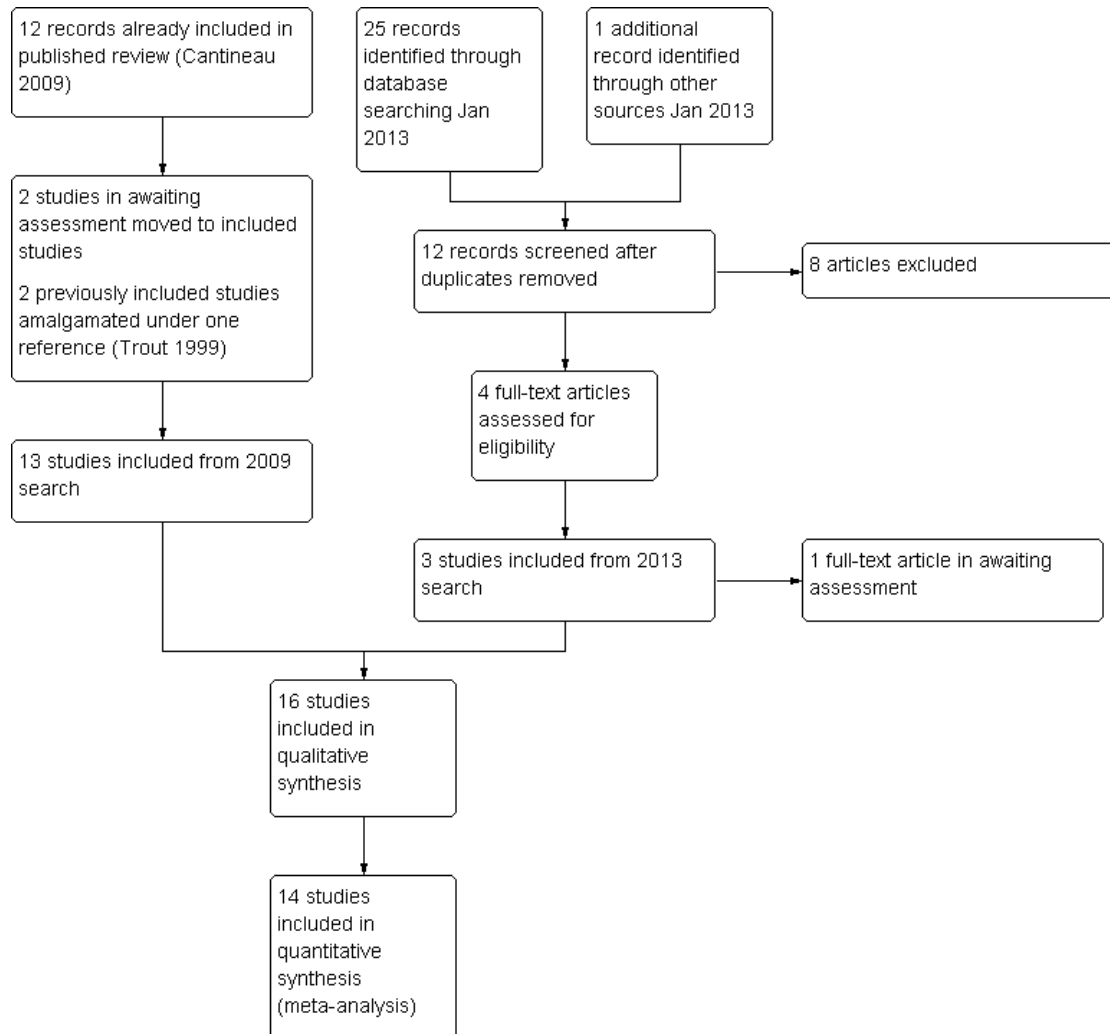 12 records already included in
published review (Cantineau
2009)
25 records
identified through
database
searching Jan
2013
1 additional
record identified
through other
sources Jan 2013
2 studies in awaiting
assessment moved to included
studies
2 previously included studies
amalgamated under one
reference (Trout 1999)
12 records screened after
duplicates removed
8 articles excluded
4 full-text articles
assessed for
eligibility
13 studies included from 2009
search
3 studies included from 2013
search
1 full-text article in awaiting
assessment
16 studies
included in
qualitative
synthesis
14 studies
included in
quantitative
synthesis
(meta-analysis)